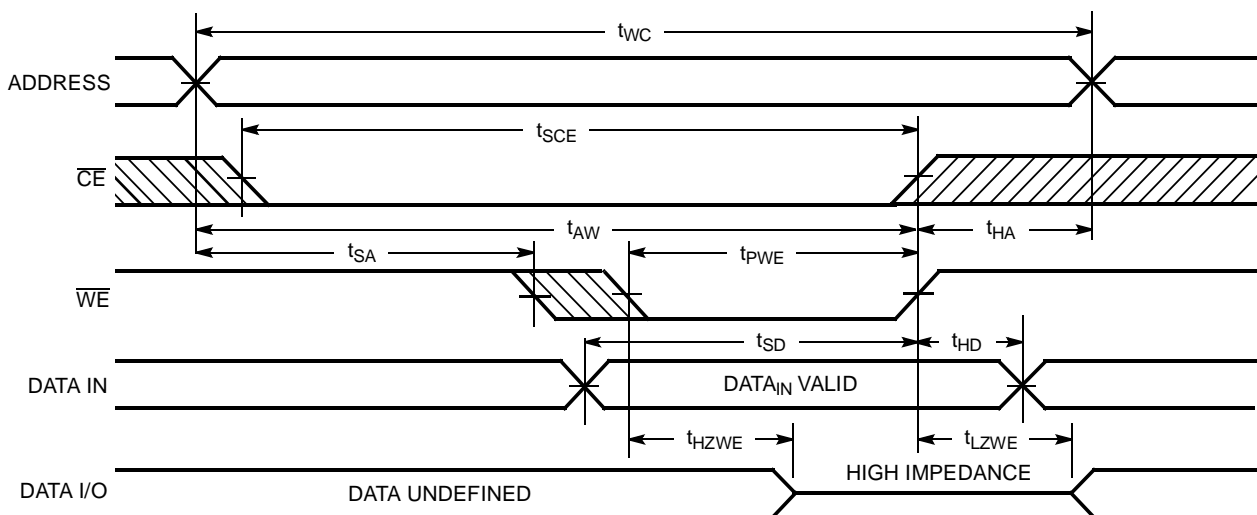 tWC
ADDRESS
tSCE
CE
tAW
tHA
tSA
tPWE
WE
tSD
tHD
DATA IN
DATAIN VALID
tHZWE
tLZWE
HIGH IMPEDANCE
DATA I/O
DATA UNDEFINED